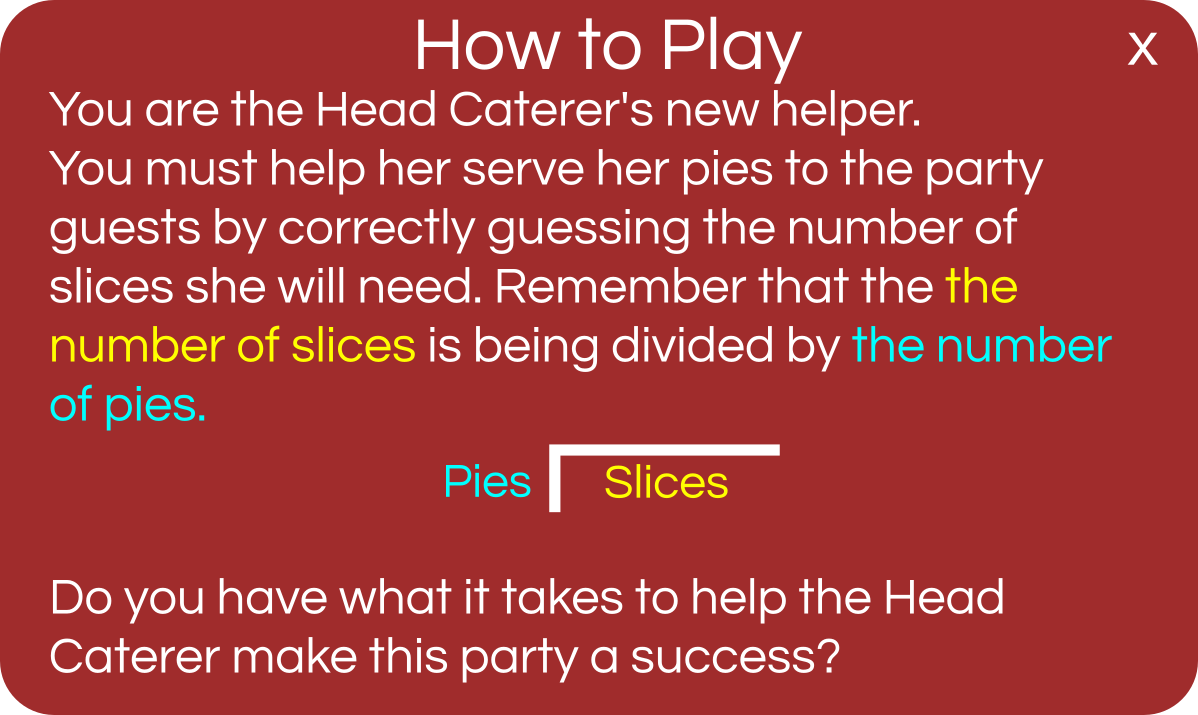 How to Play
X
You are the Head Caterer's new helper.
You must help her serve her pies to the party
guests by correctly guessing the number of
slices she will need. Remember that the the
number of slices is being divided by the number
of pies.
Pies Slices
Do you have what it takes to help the Head
Caterer make this party a success?